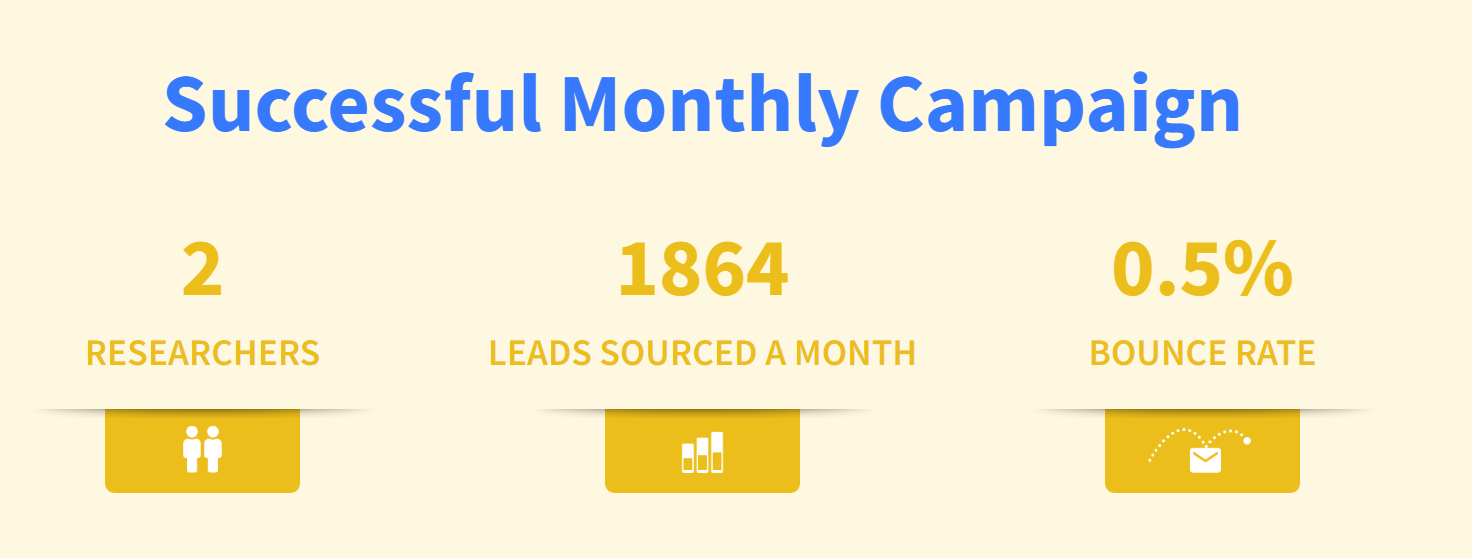 Successful Monthly Campaign
2
RESEARCHERS
1864
LEADS SOURCED A MONTH
0.5%
BOUNCE RATE